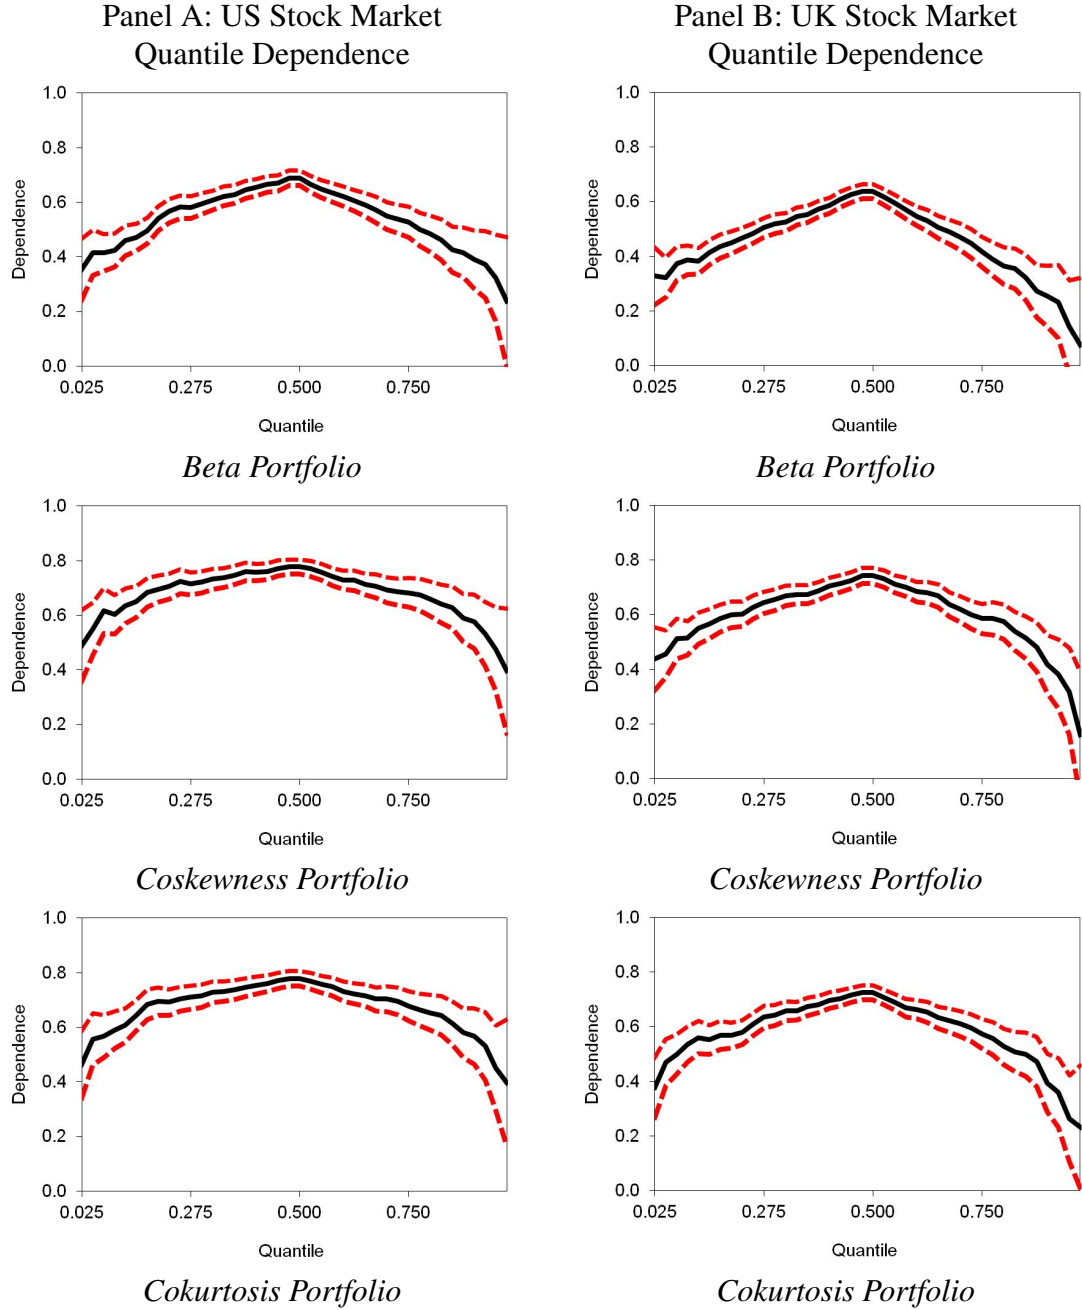 Panel A: US Stock Market
Quantile Dependence
Panel B: UK Stock Market
Quantile Dependence
1.0
0.8
0.6
0.4
0.2
0.0
Dependence
0.025 0.275 0.500 0.750
Quantile
Beta Portfolio
1.0
0.8
0.6
0.4
0.2
0.0
Dependence
0.025 0.275 0.500 0.750
Quantile
Beta Portfolio
1.0
0.8
0.6
0.4
0.2
0.0
Dependence
0.025 0.275 0.500 0.750
Quantile
Coskewness Portfolio
1.0
0.8
0.6
0.4
0.2
0.0
Dependence
0.025 0.275 0.500 0.750
Quantile
Coskewness Portfolio
1.0
0.8
0.6
0.4
0.2
0.0
Dependence
0.025 0.275 0.500 0.750
Quantile
Cokurtosis Portfolio
1.0
0.8
0.6
0.4
0.2
0.0
Dependence
0.025 0.275 0.500 0.750
Quantile
Cokurtosis Portfolio